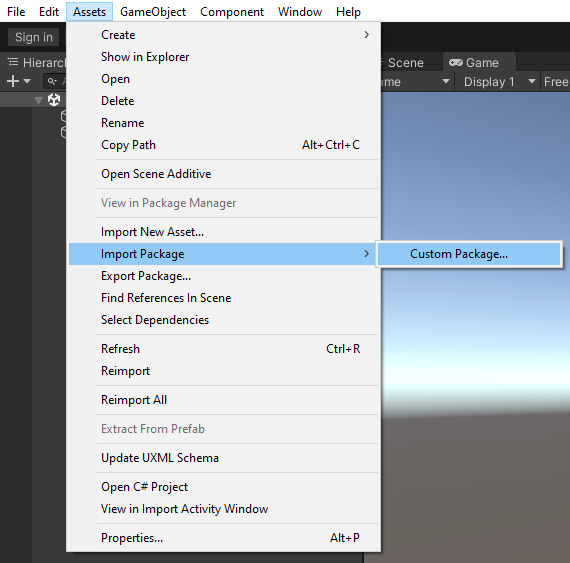 File Edit Assets GameObject Component Window Help
Sign in
Hierarch
Scene
Game
Display 1
Free
Create
Show in Explorer
Open
Delete
Rename
Copy Path Alt+Ctrl+C
Open Scene Additive
View in Package Manager
Import New Asset...
Import Package
Custom Package...
Export Package...
Find References In Scene
Select Dependencies
Refresh Ctrl+R
Reimport
Reimport All
Extract From Prefab
Update UXML Schema
Open C# Project
View in Import Activity Window
Properties... Alt+P